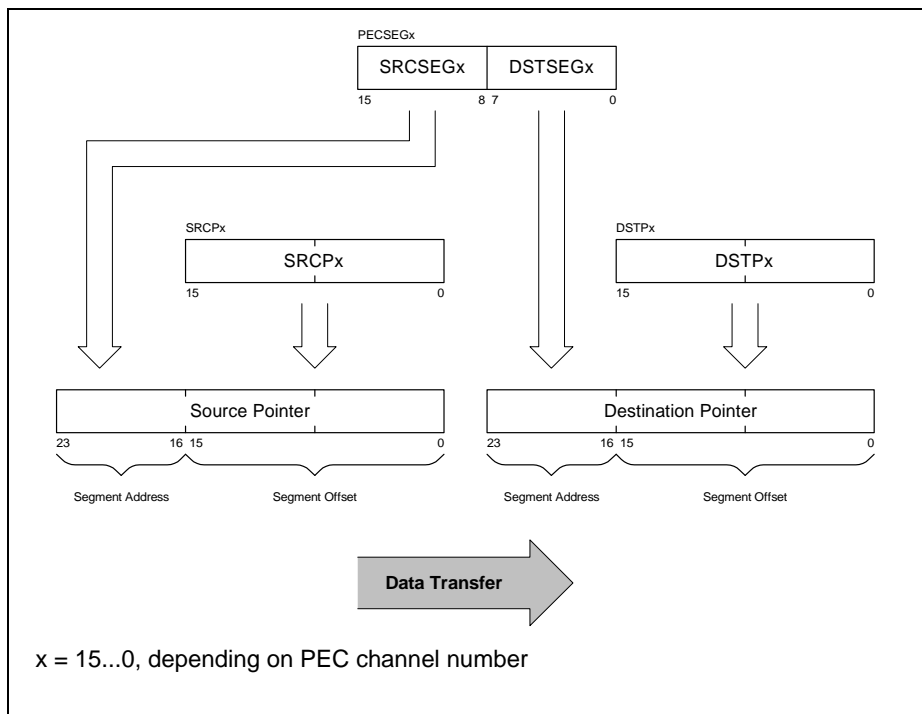 PECSEGx
SRCSEGx DSTSEGx
15 8 7 0
SRCPx DSTPx
SRCPx DSTPx
15 0 15 0
Source Pointer Destination Pointer
23 16 15 0 23 16 15 0
Segment Address Segment Offset Segment Address Segment Offset
Data Transfer
x = 15...0, depending on PEC channel number